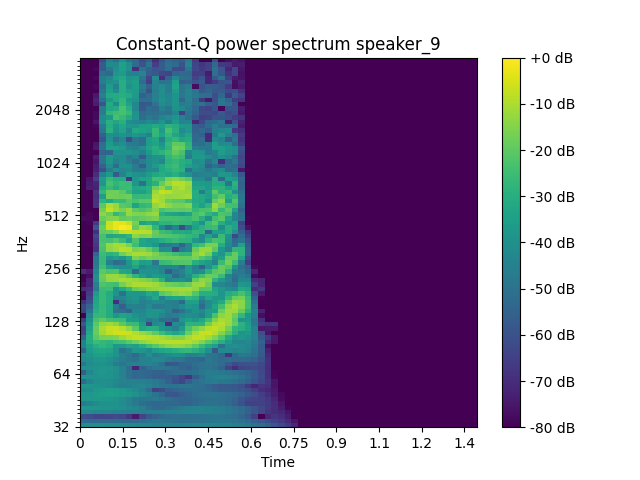 Constant-Q power spectrum speaker_9
Hz
2048
1024
512
256
128
64
32
0 0.15 0.3 0.45 0.6 0.75 0.9 1.1 1.2 1.4
Time
+0 dB
-10 dB
-20 dB
-30 dB
-40 dB
-50 dB
-60 dB
-70 dB
-80 dB